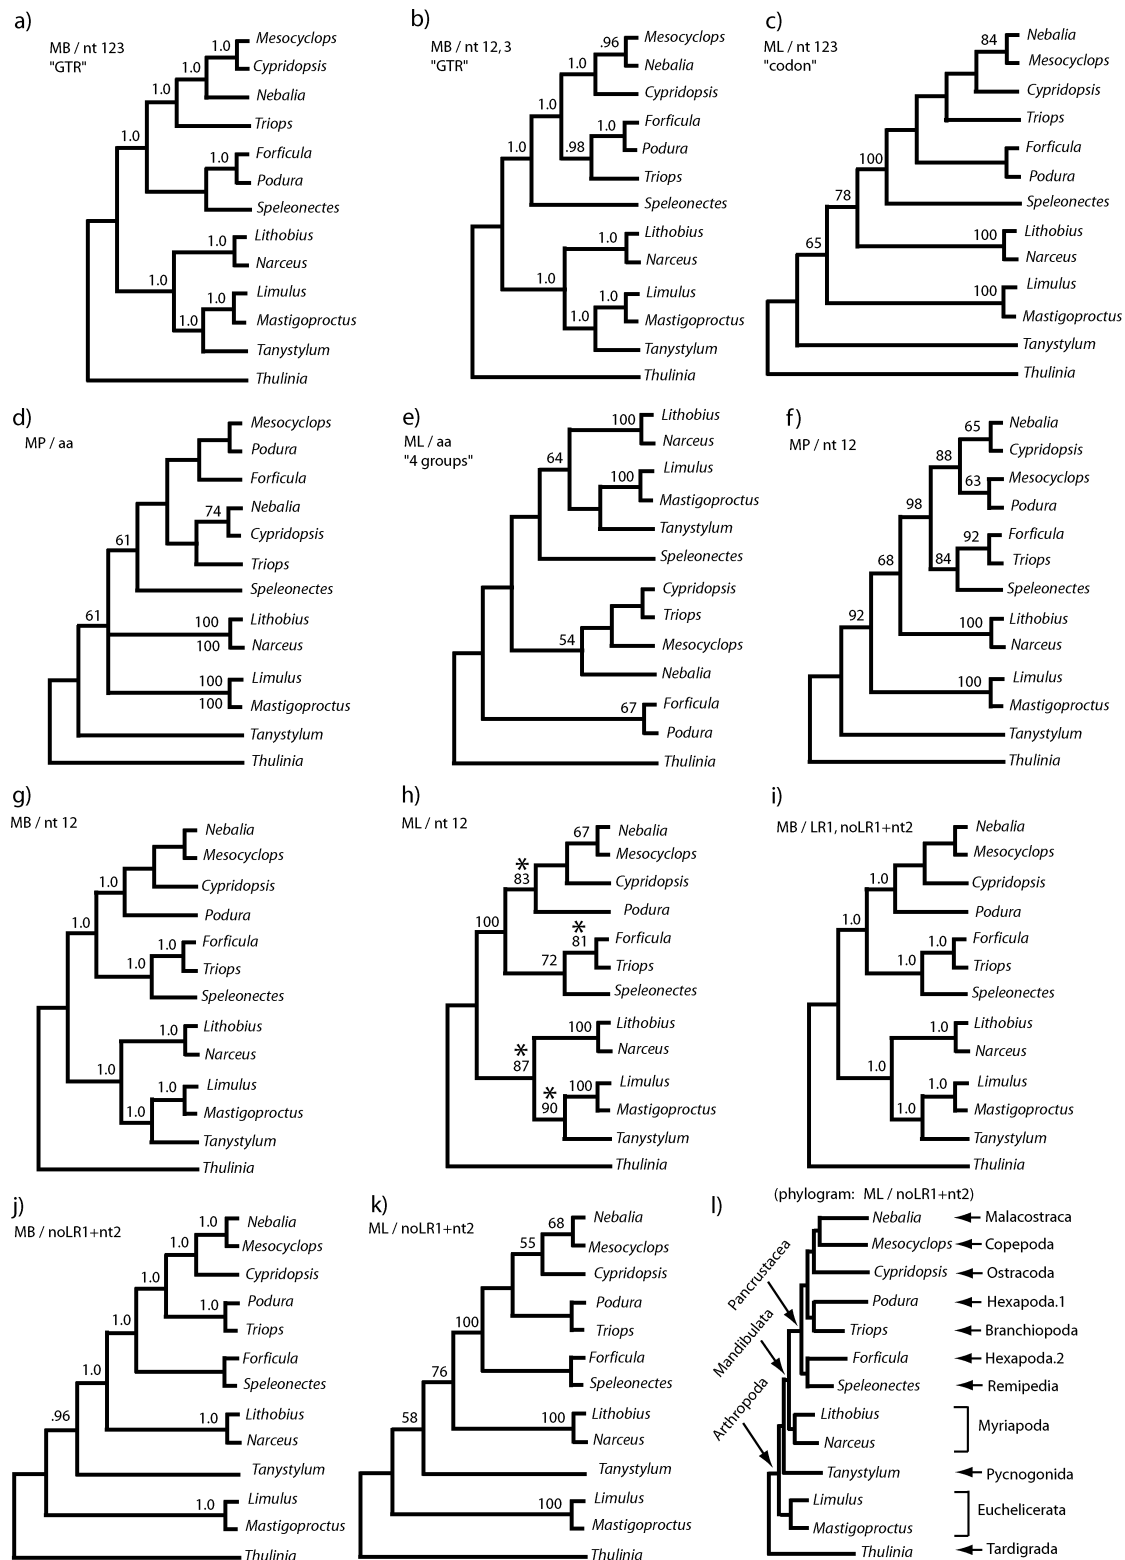 a)
MB / nt 123
"GTR"
1.0
Mesocyclops
1.0
Cypridopsis
1.0
Nebalia
Triops
1.0
1.0
Forficula
Podura
Speleonectes
1.0
Lithobius
Narceus
1.0
1.0
Limulus
1.0
Mastigoproctus
Tanystylum
Thulinia
b)
MB / nt 12, 3
"GTR"
.96
Mesocyclops
1.0
Nebalia
Cypridopsis
1.0
1.0
Forficula
1.0
.98
Podura
Triops
Speleonectes
1.0
Lithobius
Narceus
1.0
1.0
Limulus
1.0
Mastigoproctus
Tanystylum
Thulinia
c)
ML / nt 123
"codon"
84
Nebalia
Mesocyclops
Cypridopsis
Triops
Forficula
100
Podura
78
Speleonectes
100
Lithobius
65
Narceus
100
Limulus
Mastigoproctus
Tanystylum
Thulinia
d)
MP / aa
Mesocyclops
Podura
Forficula
74
Nebalia
Cypridopsis
61
Triops
Speleonectes
61
100
Lithobius
100
Narceus
100
Limulus
100
Mastigoproctus
Tanystylum
Thulinia
e)
ML / aa
"4 groups"
100
Lithobius
Narceus
64
100
Limulus
Mastigoproctus
Tanystylum
Speleonectes
Cypridopsis
Triops
54
Mesocyclops
Nebalia
67
Forficula
Podura
Thulinia
f)
MP / nt 12
65
Nebalia
88
Cypridopsis
63
Mesocyclops
98
Podura
92
Forficula
68
84
Triops
Speleonectes
92
100
Lithobius
Narceus
100
Limulus
Mastigoproctus
Tanystylum
Thulinia
g)
MB / nt 12
Nebalia
Mesocyclops
1.0
Cypridopsis
Podura
1.0
1.0
Forficula
1.0
Triops
Speleonectes
1.0
Lithobius
Narceus
1.0
1.0
Limulus
1.0
Mastigoproctus
Tanystylum
Thulinia
h)
ML / nt 12
67
Nebalia
*
Mesocyclops
83
Cypridopsis
Podura
100
*
81
Forficula
72
Triops
Speleonectes
100
Lithobius
*
Narceus
87
*
100
Limulus
90
Mastigoproctus
Tanystylum
Thulinia
i)
MB / LR1, noLR1+nt2
Nebalia
Mesocyclops
1.0
Cypridopsis
Podura
1.0
1.0
Forficula
1.0
Triops
Speleonectes
1.0
Lithobius
Narceus
1.0
1.0
Limulus
1.0
Mastigoproctus
Tanystylum
Thulinia
j)
MB / noLR1+nt2
1.0
Nebalia
1.0
Mesocyclops
1.0
Cypridopsis
1.0
Podura
1.0
Triops
Forficula
1.0
Speleonectes
.96
1.0
Lithobius
Narceus
Tanystylum
1.0
Limulus
Mastigoproctus
Thulinia
k)
ML / noLR1+nt2
68
Nebalia
55
Mesocyclops
Cypridopsis
100
Podura
Triops
76
Forficula
Speleonectes
58
100
Lithobius
Narceus
Tanystylum
100
Limulus
Mastigoproctus
Thulinia
l)
(phylogram: ML / noLR1+nt2)
Nebalia
Malacostraca
Mesocyclops
Copepoda
Cypridopsis
Ostracoda
Pancrustacea
Podura
Hexapoda.1
Triops
Branchiopoda
Mandibulata
Forficula
Hexapoda.2
Speleonectes
Remipedia
Arthropoda
Lithobius
Myriapoda
Narceus
Tanystylum
Pycnogonida
Limulus
Euchelicerata
Mastigoproctus
Thulinia
Tardigrada